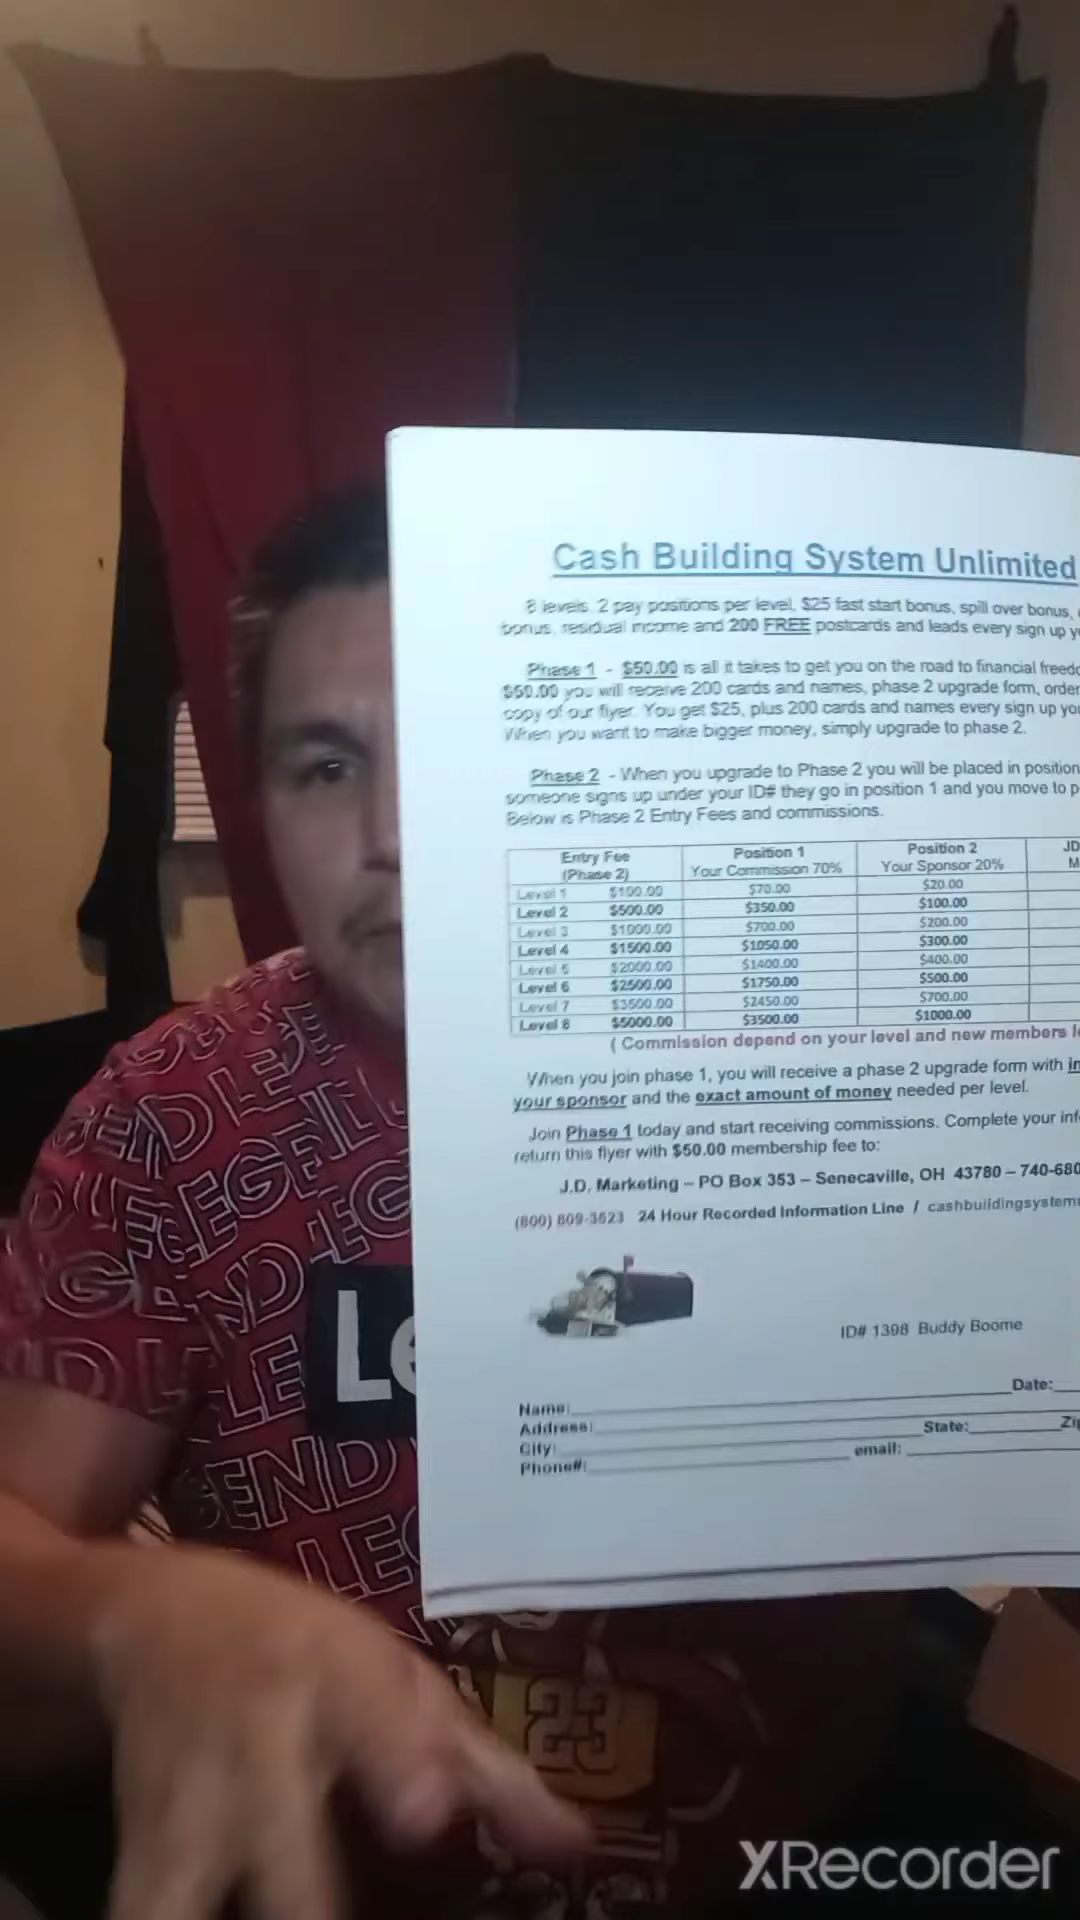 Cash Building System Unlimited
8 levels, 2 pay positions per level, $25 fast start bonus, spill over bonus,
bonus, residual income and 200 FREE postcards and leads every sign up
Phase 1 - $50.00 is all it takes to get you on the road to financial
$50.00 you will receive 200 cards and names, phase 2 upgrade form, order
copy of our flyer. You get $25, plus 200 cards and names every sign up
When you want to make bigger money, simply upgrade to phase 2.
Phase 2 - When you upgrade to Phase 2 you will be placed in position
someone signs up under your ID# they go in position 1 and you move to
Below is Phase 2 Entry Fees and commissions.
Entry Fee (Phase 2) Position 1 Your Commission 70% Position 2 Your Sponsor 20% JD
Level 1 $100.00 $70.00 $20.00
Level 2 $500.00 $350.00 $100.00
Level 3 $1000.00 $700.00 $200.00
Level 4 $1500.00 $1050.00 $300.00
Level 5 $2000.00 $1400.00 $400.00
Level 6 $2500.00 $1750.00 $500.00
Level 7 $3500.00 $2450.00 $700.00
Level 8 $5000.00 $3500.00 $1000.00
( Commission depend on your level and new members
When you join phase 1, you will receive a phase 2 upgrade form with
your sponsor and the exact amount of money needed per level.
Join Phase 1 today and start receiving commissions. Complete your
return this flyer with $50.00 membership fee to:
J.D. Marketing – PO Box 353 – Senecaville, OH 43780 – 740-680
(800) 809-3623 24 Hour Recorded Information Line / cashbuildingsystem
ID# 1398 Buddy Boome
Date:
Name:
Address:
State: Zip
City:
email:
Phone#:
LEGEND
23
XRecorder